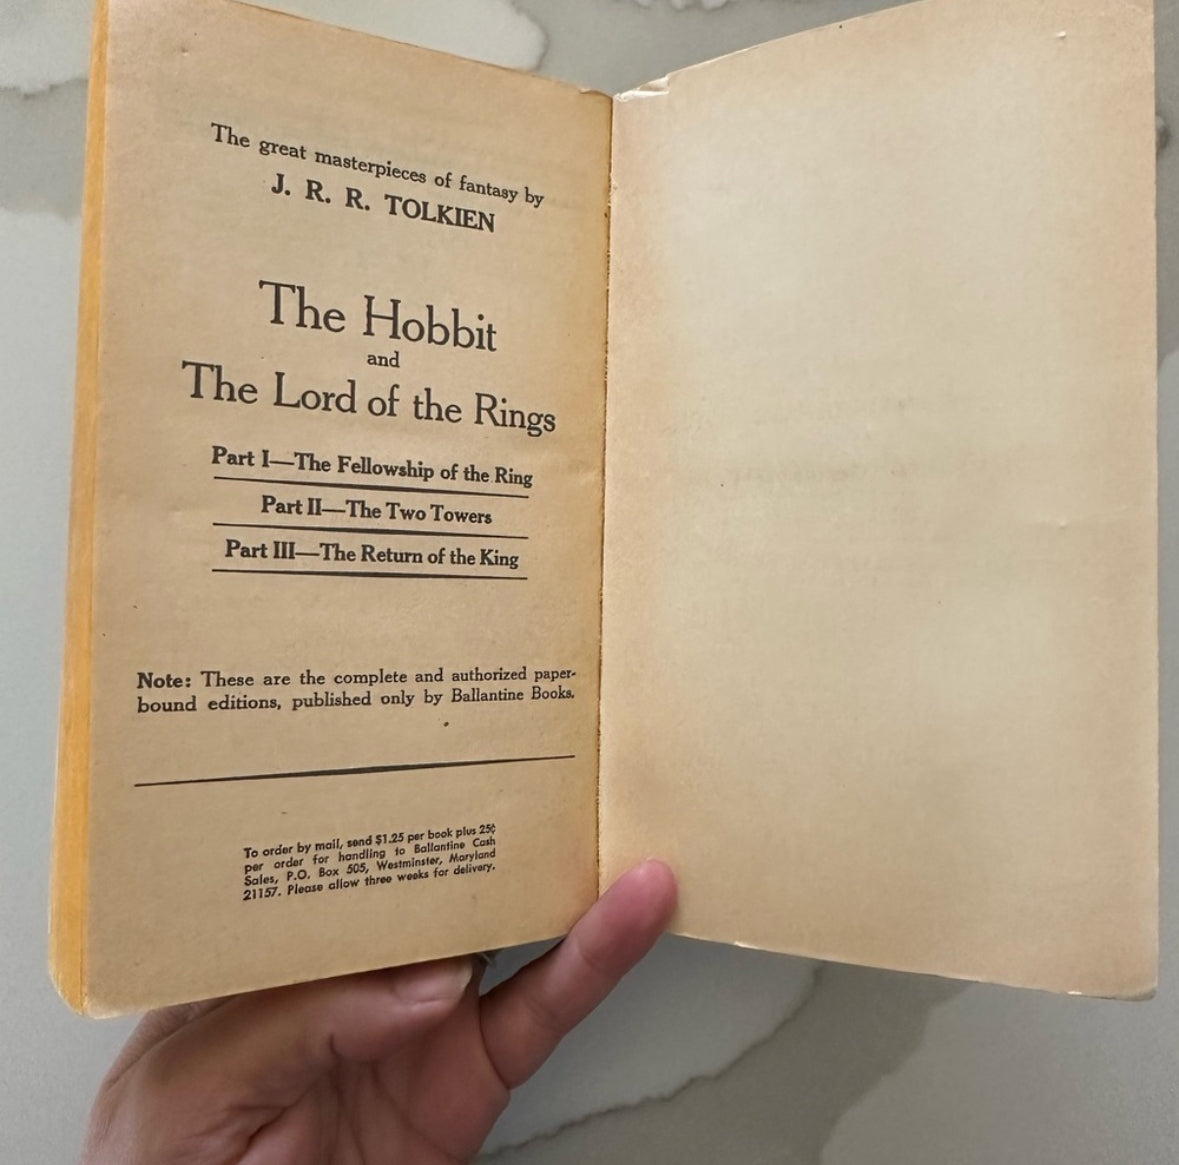 The great masterpieces of fantasy by
J. R. R. TOLKIEN
The Hobbit
and
The Lord of the Rings
Part I—The Fellowship of the Ring
Part II—The Two Towers
Part III—The Return of the King
Note: These are the complete and authorized paper-
bound editions, published only by Ballantine Books.
To order by mail, send $1.25 per book plus 25¢
per order for handling to Ballantine Cash
Sales, P.O. Box 505, Westminster, Maryland
21157. Please allow three weeks for delivery.